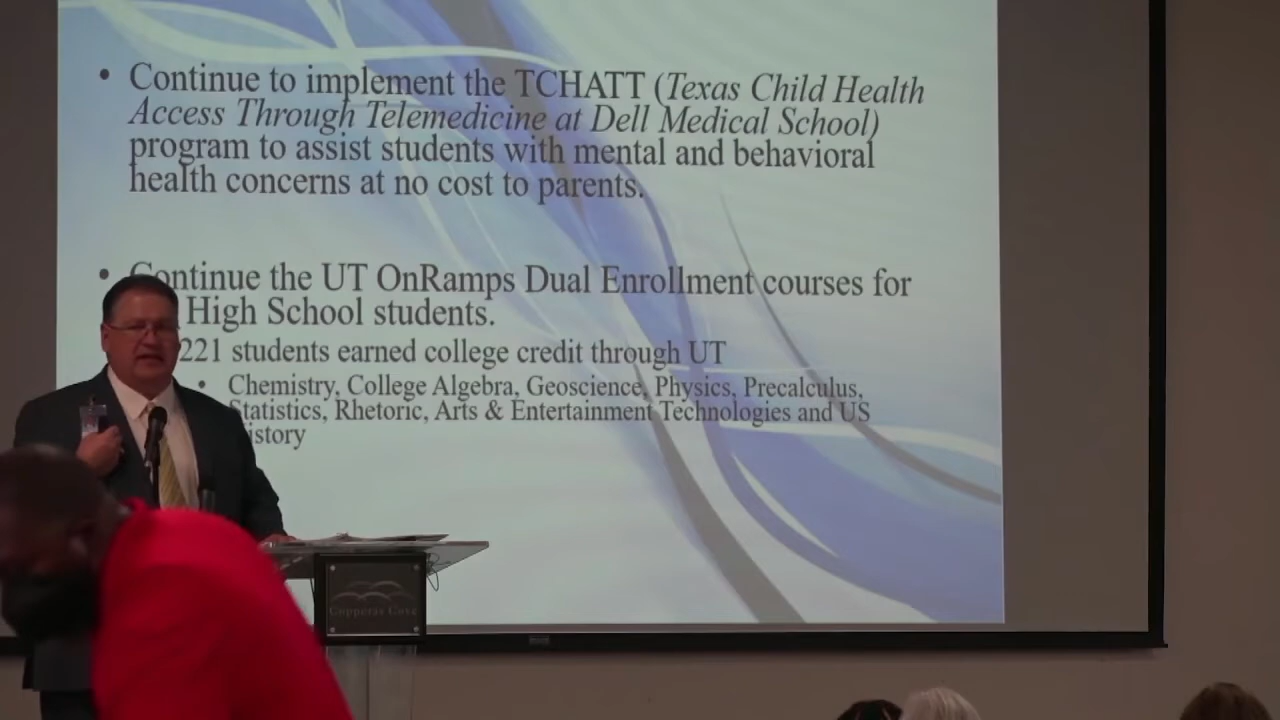 • Continue to implement the TCHATT (Texas Child Health
Access Through Telemedicine at Dell Medical School)
program to assist students with mental and behavioral
health concerns at no cost to parents.
• Continue the UT OnRamps Dual Enrollment courses for
High School students.
221 students earned college credit through UT
• Chemistry, College Algebra, Geoscience, Physics, Precalculus,
Statistics, Rhetoric, Arts & Entertainment Technologies and US
istory
Copperas Cove